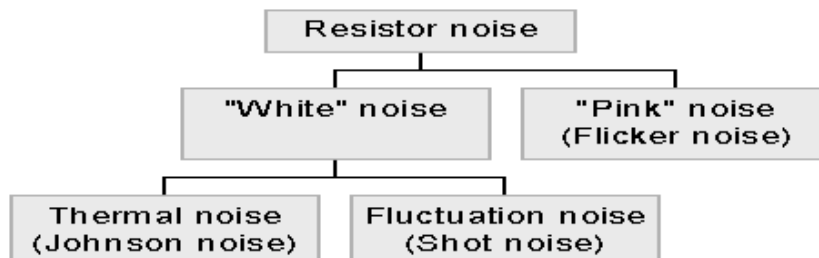 Resistor noise
"White" noise
"Pink" noise
(Flicker noise)
Thermal noise
(Johnson noise)
Fluctuation noise
(Shot noise)